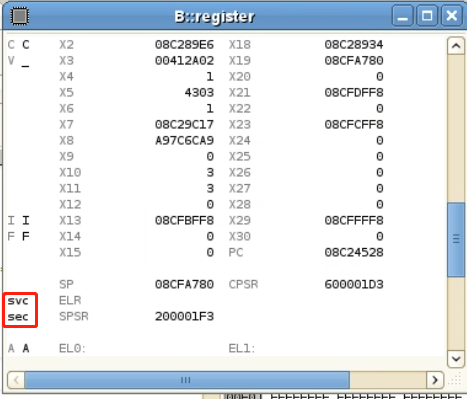 B::register
C C X2 08C289E6 X18 08C28934
V _ X3 00412A02 X19 08CFA780
X4 1 X20 0
X5 4303 X21 08CFDFF8
X6 1 X22 0
X7 08C29C17 X23 08CFCFF8
X8 A97C6CA9 X24 0
X9 0 X25 0
X10 3 X26 0
X11 3 X27 0
X12 0 X28 0
I I X13 08CFBFF8 X29 08CFFFF8
F F X14 0 X30 0
X15 0 PC 08C24528
SP 08CFA780 CPSR 600001D3
svc ELR
sec SPSR 200001F3
A A EL0: EL1: